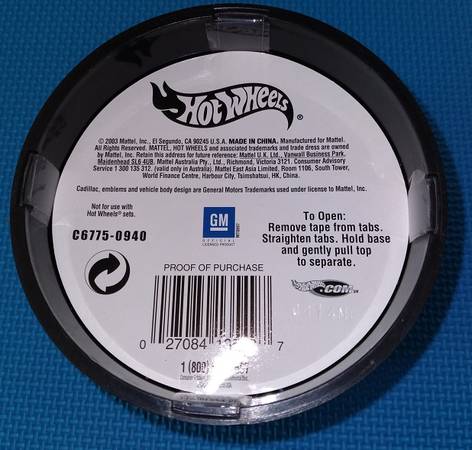 Hot Wheels®
© 2003 Mattel, Inc., El Segundo, CA 90245 U.S.A. MADE IN CHINA. Manufactured for Mattel.
All Rights Reserved. MATTEL, HOT WHEELS and associated trademarks and trade dress are owned
by Mattel, Inc. Retain this address for future reference: Mattel U.K. Ltd., Vanwall Business Park,
Maidenhead SL6 4UB. Mattel Australia Pty., Ltd., Richmond, Victoria 3121. Consumer Advisory
Service 1 300 135 312. (valid only in Australia). Mattel East Asia Limited, Room 1106, South Tower,
World Finance Centre, Harbour City, Tsimshatsui, HK, China.
Cadillac, emblems and vehicle body design are General Motors Trademarks used under license to Mattel, Inc.
Not for use with
Hot Wheels® sets.
C6775-0940
GM
OFFICIAL
LICENSED PRODUCT
To Open:
Remove tape from tabs.
Straighten tabs. Hold base
and gently pull top
to separate.
Hot Wheels .COM
PROOF OF PURCHASE
0 27084 7
1 (800)